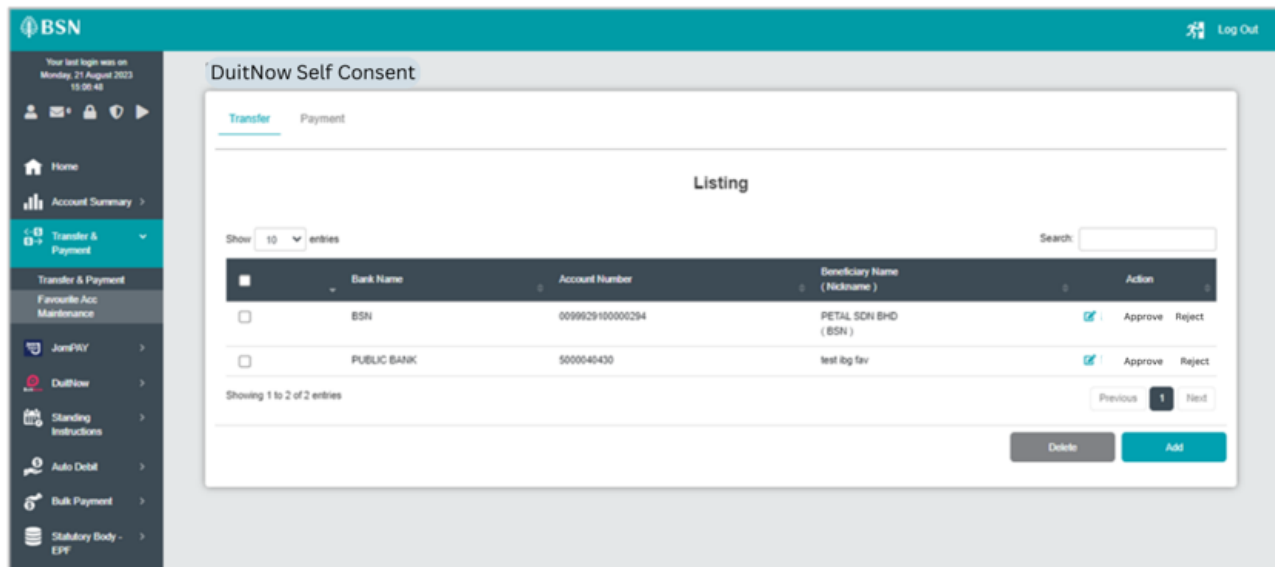 BSN
Log Out
Your last login was on
Monday, 21 August 2023
15:06:48
DuitNow Self Consent
Transfer Payment
Home
Listing
Account Summary
Transfer &
Payment
Show 10 entries
Search:
Transfer & Payment
Favourite Acc
Maintenance
Bank Name
Account Number
Beneficiary Name
( Nickname )
Action
BSN
0099929100000294
PETAL SDN BHD
( BSN )
Approve Reject
JomPAY
PUBLIC BANK
5000040430
test ibg fav
Approve Reject
DuitNow
Showing 1 to 2 of 2 entries
Previous 1 Next
Standing
Instructions
Delete
Add
Auto Debit
Bulk Payment
Statutory Body -
EPF